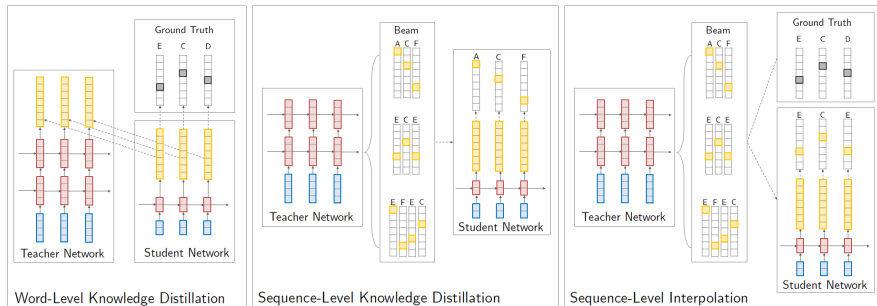 Ground Truth
E C D
Teacher Network
Student Network
Word-Level Knowledge Distillation
Beam
A C F
E C E
E F E C
Teacher Network
A C F
Student Network
Sequence-Level Knowledge Distillation
Beam
A C F
E C E
E F E C
Teacher Network
Ground Truth
E C D
E C E
Student Network
Sequence-Level Interpolation